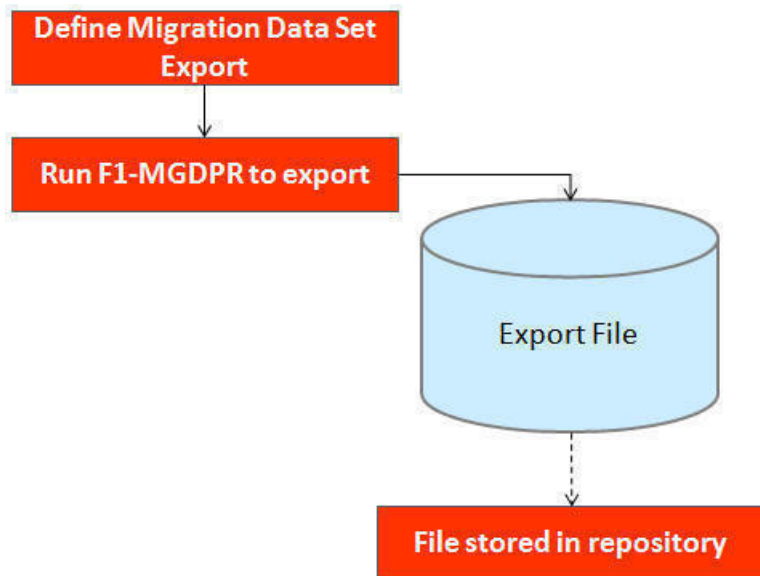 Define Migration Data Set
Export
Run F1-MGDPR to export
Export File
File stored in repository